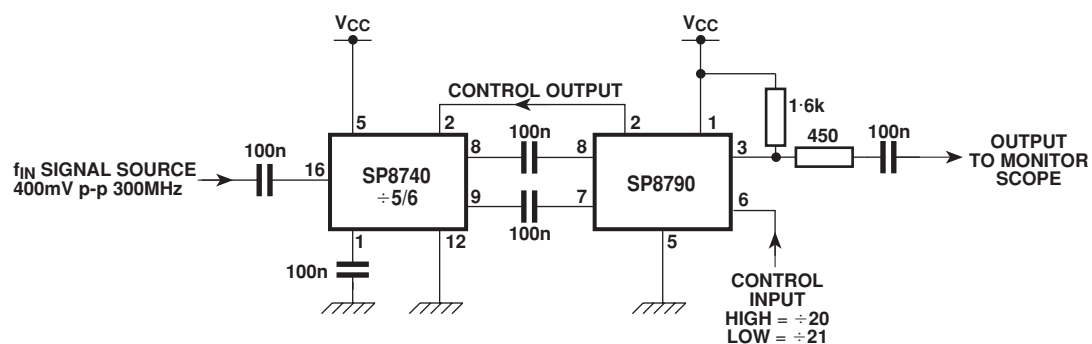 VCC
VCC
CONTROL OUTPUT
1·6k
5
2
2
1
fIN SIGNAL SOURCE
400mV p-p 300MHz
100n
16
SP8740
÷5/6
8
100n
8
SP8790
3
450
100n
OUTPUT
TO MONITOR
SCOPE
9
100n
7
6
1
12
5
100n
CONTROL
INPUT
HIGH = ÷20
LOW = ÷21